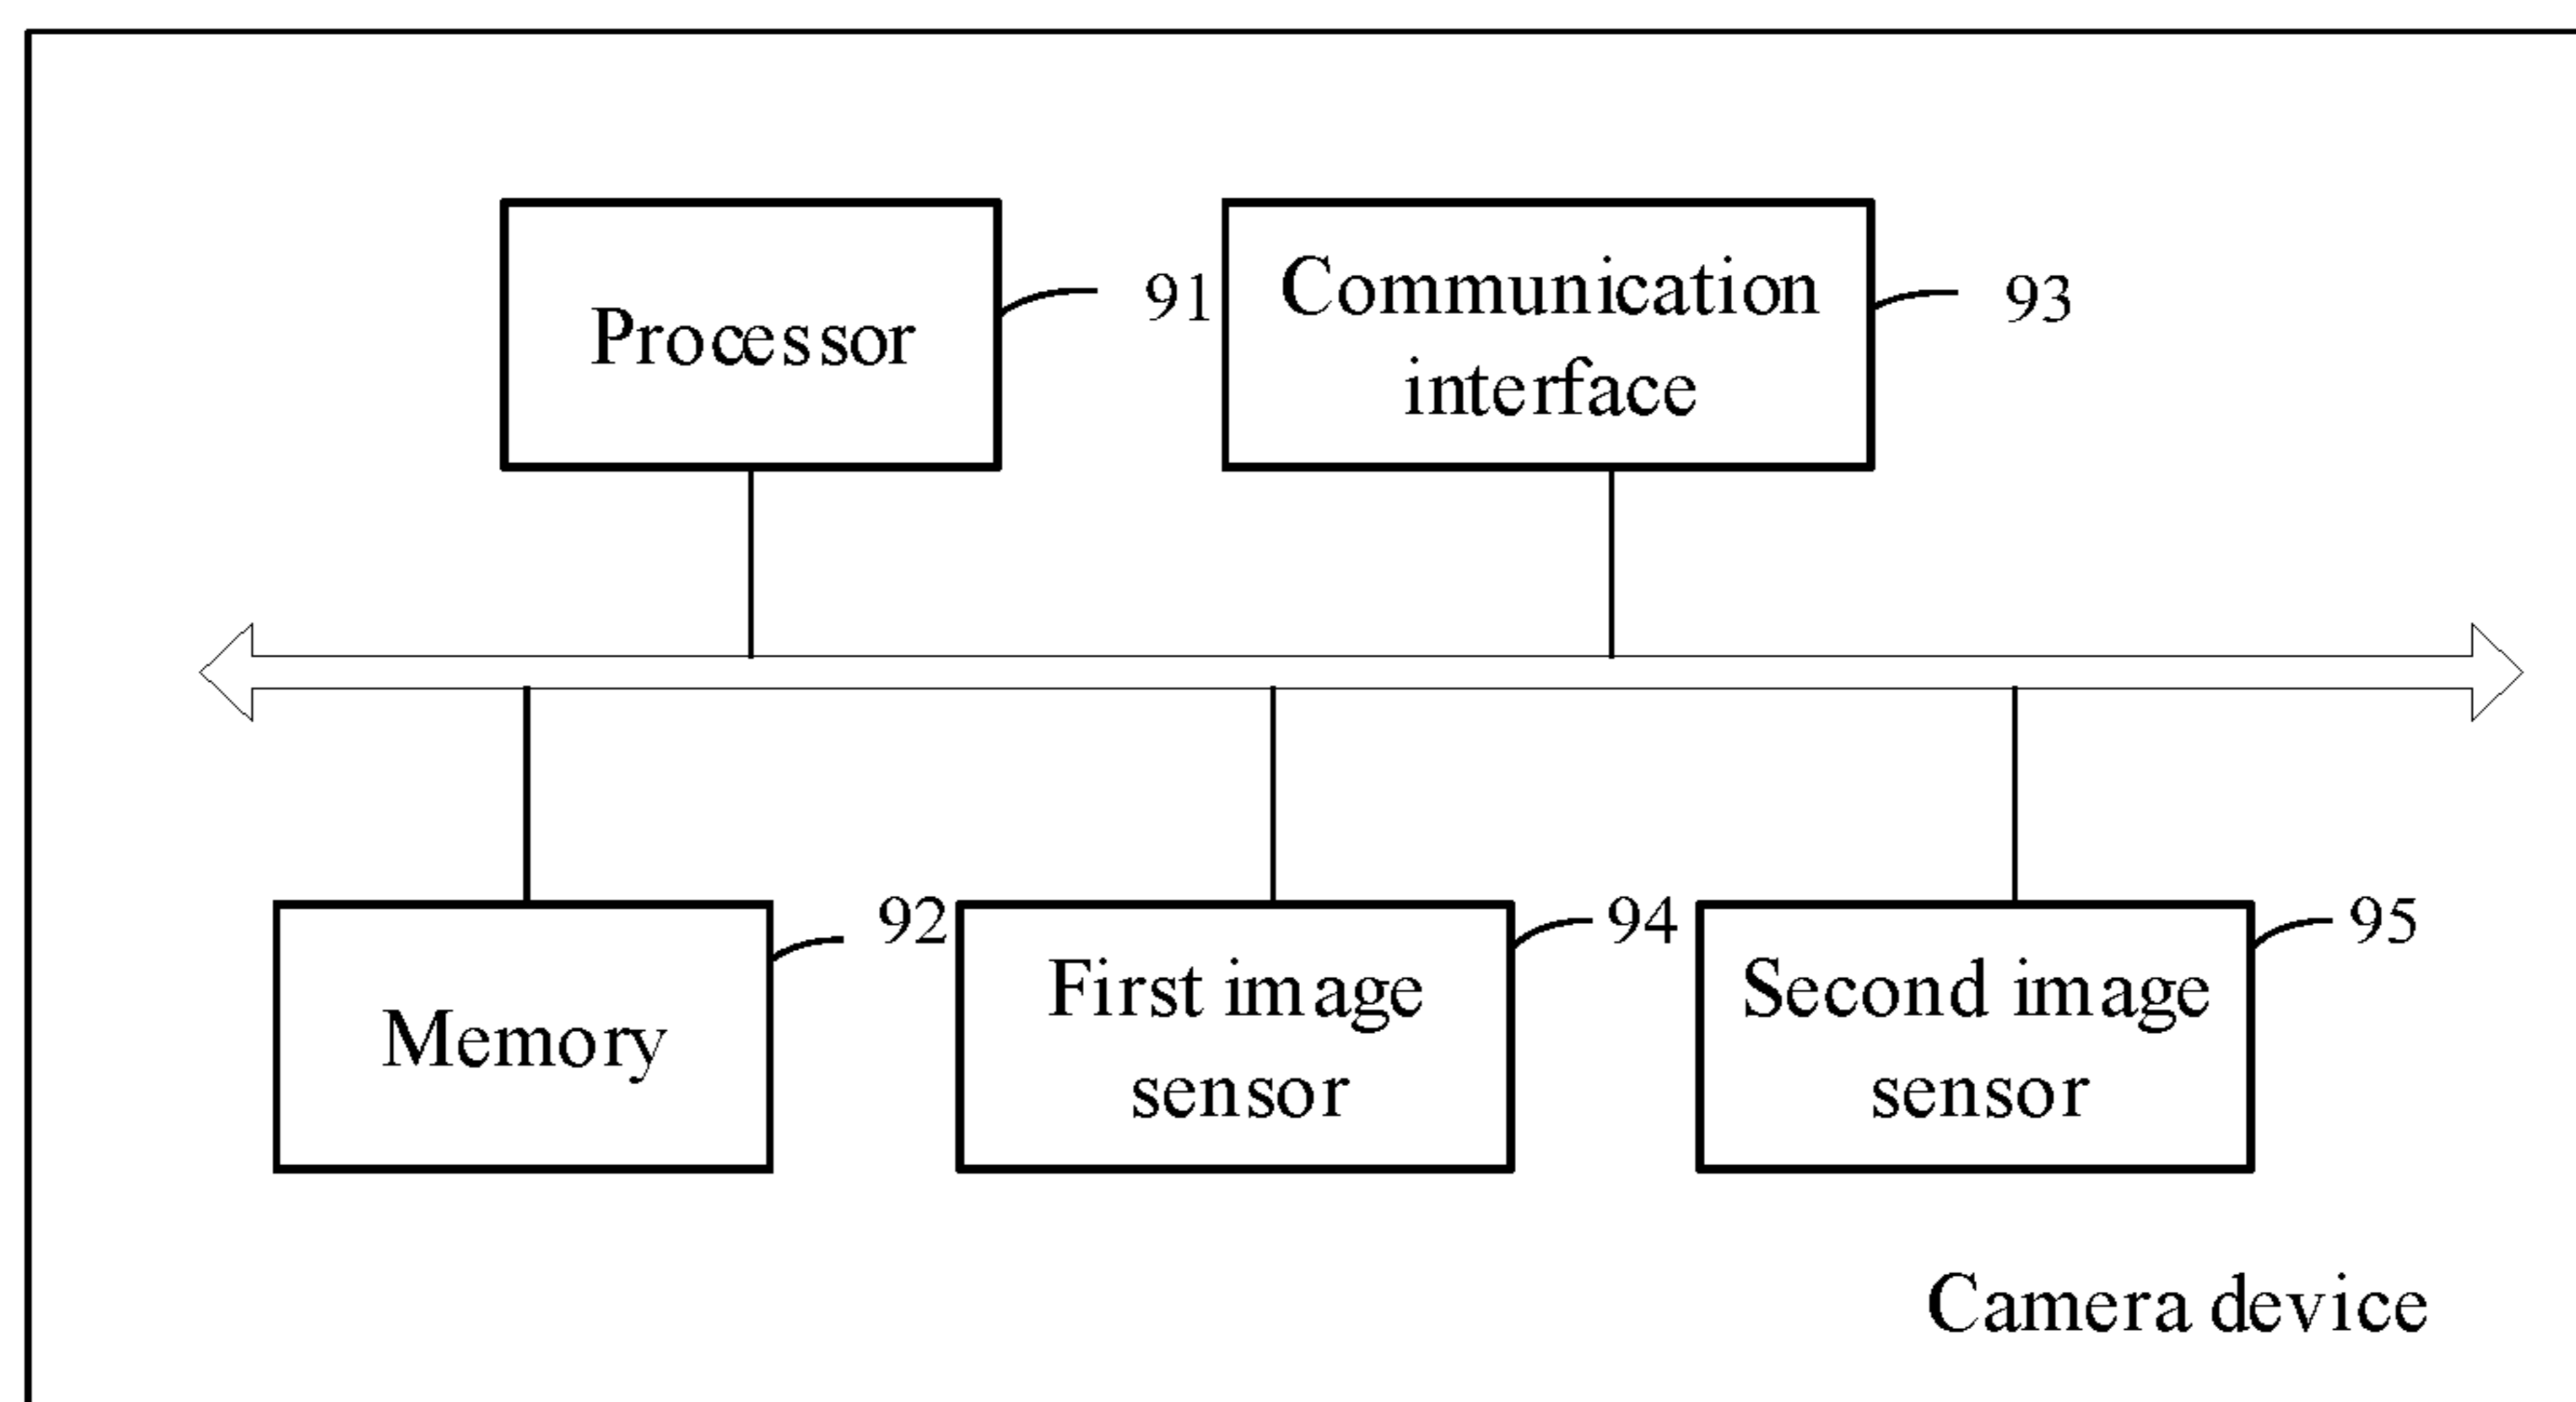 Processor
91
Communication
interface
93
Memory
92
First image
sensor
94
Second image
sensor
95
Camera device